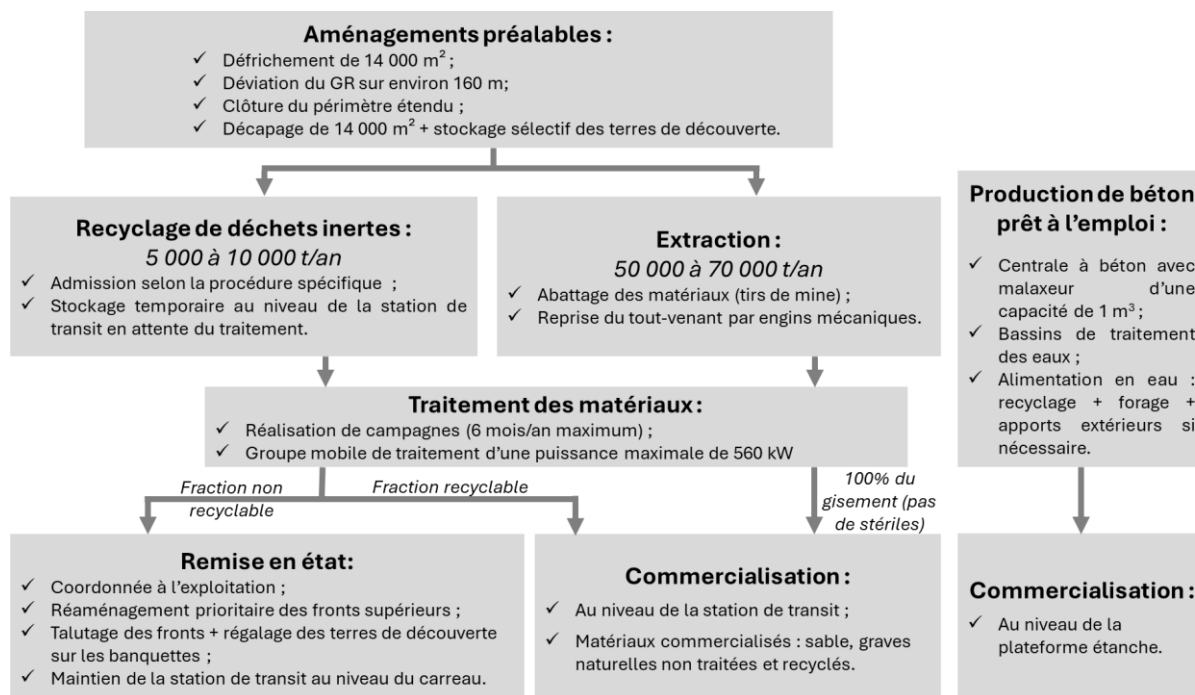 Aménagements préalables :
✓ Défrichement de 14 000 m² ;
✓ Déviation du GR sur environ 160 m;
✓ Clôture du périmètre étendu ;
✓ Décapage de 14 000 m² + stockage sélectif des terres de découverte.
Recyclage de déchets inertes :
5 000 à 10 000 t/an
✓ Admission selon la procédure spécifique ;
✓ Stockage temporaire au niveau de la station de
transit en attente du traitement.
Extraction :
50 000 à 70 000 t/an
✓ Abattage des matériaux (tirs de mine) ;
✓ Reprise du tout-venant par engins mécaniques.
Production de béton
prêt à l’emploi :
✓ Centrale à béton avec
malaxeur d’une
capacité de 1 m³ ;
✓ Bassins de traitement
des eaux ;
✓ Alimentation en eau :
recyclage + forage +
apports extérieurs si
nécessaire.
Traitement des matériaux :
✓ Réalisation de campagnes (6 mois/an maximum) ;
✓ Groupe mobile de traitement d’une puissance maximale de 560 kW
Fraction non
recyclable
Fraction recyclable
100% du
gisement (pas
de stériles)
Remise en état:
✓ Coordonnée à l’exploitation ;
✓ Réaménagement prioritaire des fronts supérieurs ;
✓ Talutage des fronts + régalage des terres de découverte
sur les banquettes ;
✓ Maintien de la station de transit au niveau du carreau.
Commercialisation :
✓ Au niveau de la station de transit ;
✓ Matériaux commercialisés : sable, graves
naturelles non traitées et recyclés.
Commercialisation :
✓ Au niveau de la
plateforme étanche.